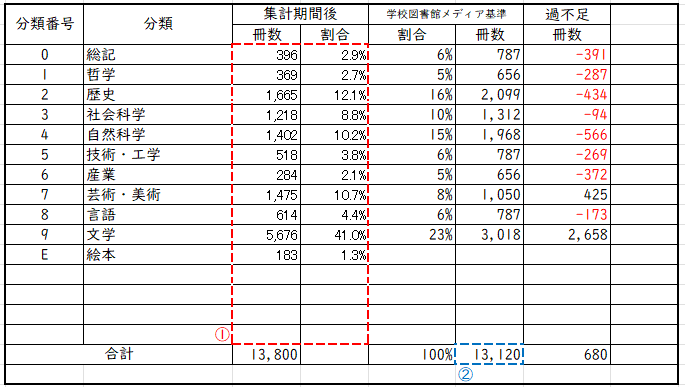 分類番号 分類 集計期間後 学校図書館メディア基準 過不足
冊数 割合 割合 冊数 冊数
0 総記 396 2.9% 6% 787 -391
1 哲学 369 2.7% 5% 656 -287
2 歴史 1,665 12.1% 16% 2,099 -434
3 社会科学 1,218 8.8% 10% 1,312 -94
4 自然科学 1,402 10.2% 15% 1,968 -566
5 技術・工学 518 3.8% 6% 787 -269
6 産業 284 2.1% 5% 656 -372
7 芸術・美術 1,475 10.7% 8% 1,050 425
8 言語 614 4.4% 6% 787 -173
9 文学 5,676 41.0% 23% 3,018 2,658
E 絵本 183 1.3%
①
合計 13,800 100% 13,120 680
②